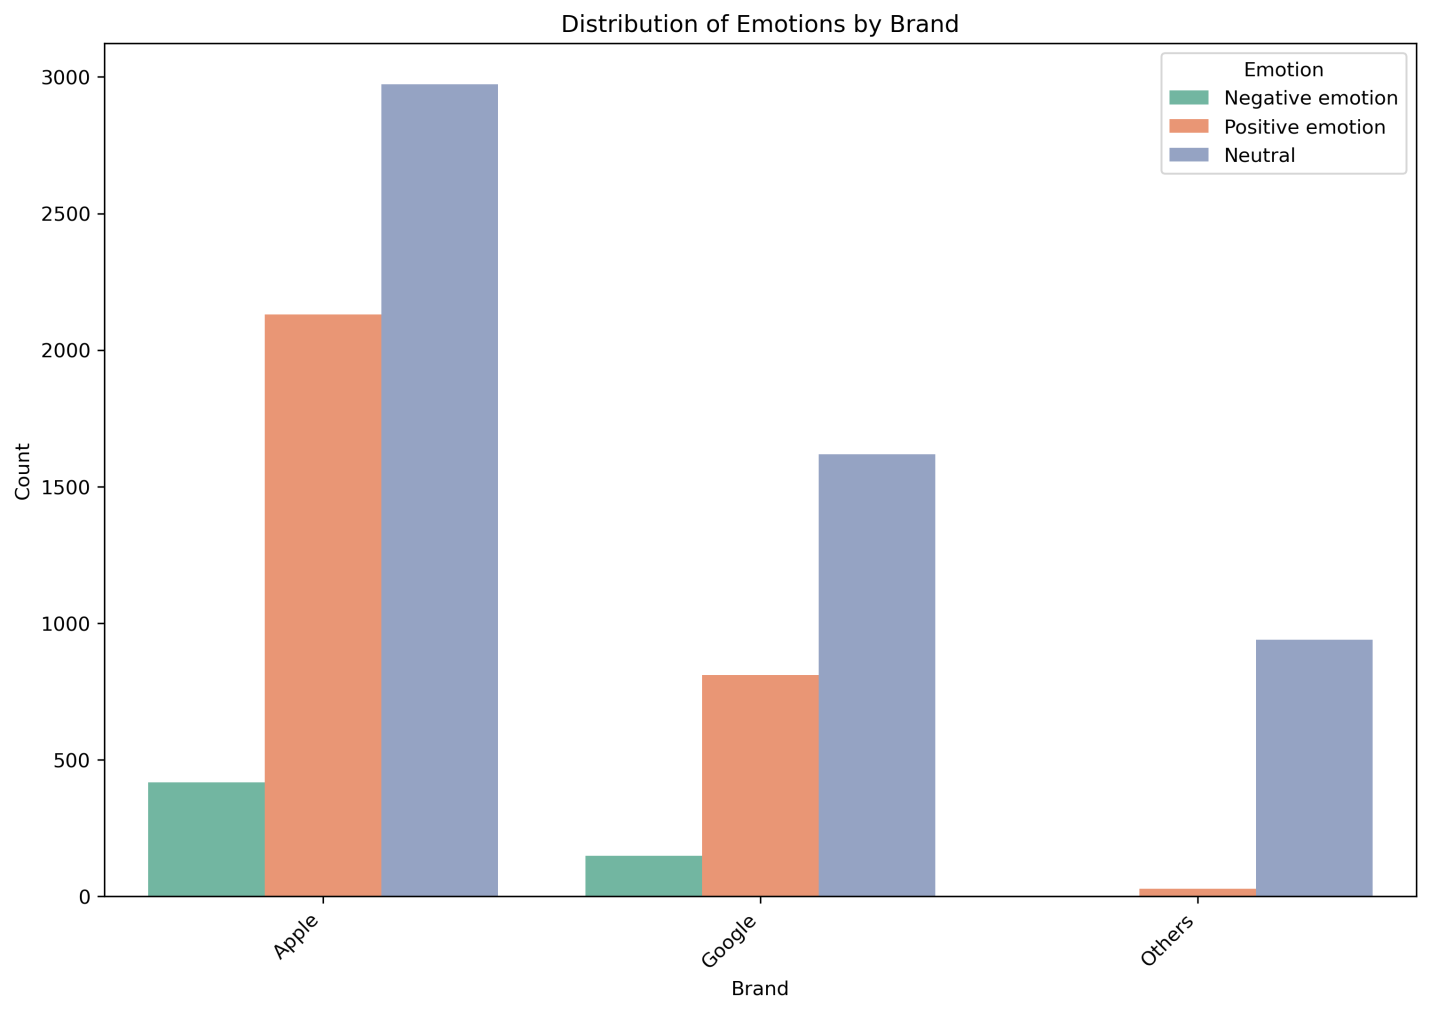 Distribution of Emotions by Brand
Emotion
Negative emotion
Positive emotion
Neutral
3000
2500
2000
1500
1000
500
0
Count
Apple
Google
Others
Brand